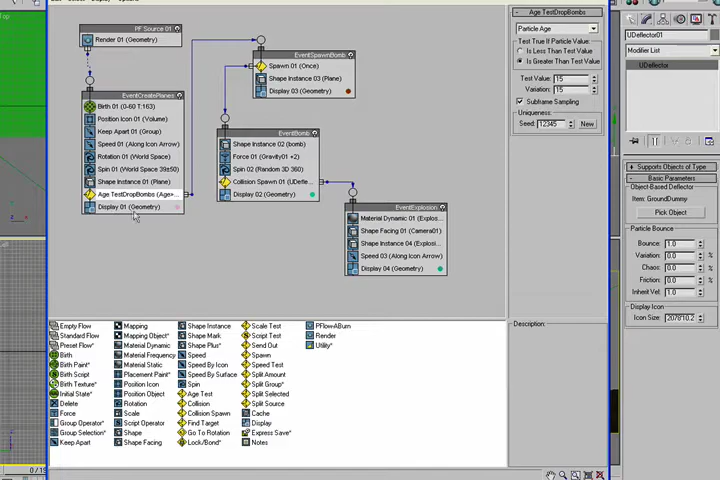 PF Source 01
Render 01 (Geometry)
EventCreatePlanes
Birth 01 (0-60 T:163)
Position Icon 01 (Volume)
Keep Apart 01 (Group)
Speed 01 (Along Icon Arrow)
Rotation 01 (World Space)
Spin 01 (World Space 39±50)
Shape Instance 01 (Plane)
Age TestDropBombs (Age>...
Display 01 (Geometry)
EventSpawnBomb
Spawn 01 (Once)
Shape Instance 03 (Plane)
Display 03 (Geometry)
EventBomb
Shape Instance 02 (bomb)
Force 01 (Gravity01 +2)
Spin 02 (Random 3D 360)
Collision Spawn 01 (UDefle...
Display 02 (Geometry)
EventExplosion
Material Dynamic 01 (Explos...
Shape Facing 01 (Camera01)
Shape Instance 04 (Explosi...
Speed 03 (Along Icon Arrow)
Display 04 (Geometry)
Age TestDropBombs
Particle Age
Test True If Particle Value:
Is Less Than Test Value
Is Greater Than Test Value
Test Value: 15
Variation: 15
Subframe Sampling
Uniqueness:
Seed: 12345 New
Description:
UDeflector01
Modifier List
UDeflector
+ Supports Objects of Type
- Basic Parameters
Object-Based Deflector
Item: GroundDummy
Pick Object
Particle Bounce
Bounce: 1.0
Variation: 0.0 %
Chaos: 0.0 %
Friction: 0.0 %
Inherit Vel: 1.0
Display Icon
Icon Size: 2078'10.2
Empty Flow
Standard Flow
Preset Flow*
Birth
Birth Paint*
Birth Script
Birth Texture*
Initial State*
Delete
Force
Group Operator*
Group Selection*
Keep Apart
Mapping
Mapping Object*
Material Dynamic
Material Frequency
Material Static
Placement Paint*
Position Icon
Position Object
Rotation
Scale
Script Operator
Shape
Shape Facing
Shape Instance
Shape Mark
Shape Plus*
Speed
Speed By Icon
Speed By Surface
Spin
Age Test
Collision
Collision Spawn
Find Target
Go To Rotation
Lock/Bond*
Scale Test
Script Test
Send Out
Spawn
Speed Test
Split Amount
Split Group*
Split Selected
Split Source
Cache
Display
Express Save*
Notes
PFlow-A-Burn
Render
Utility*